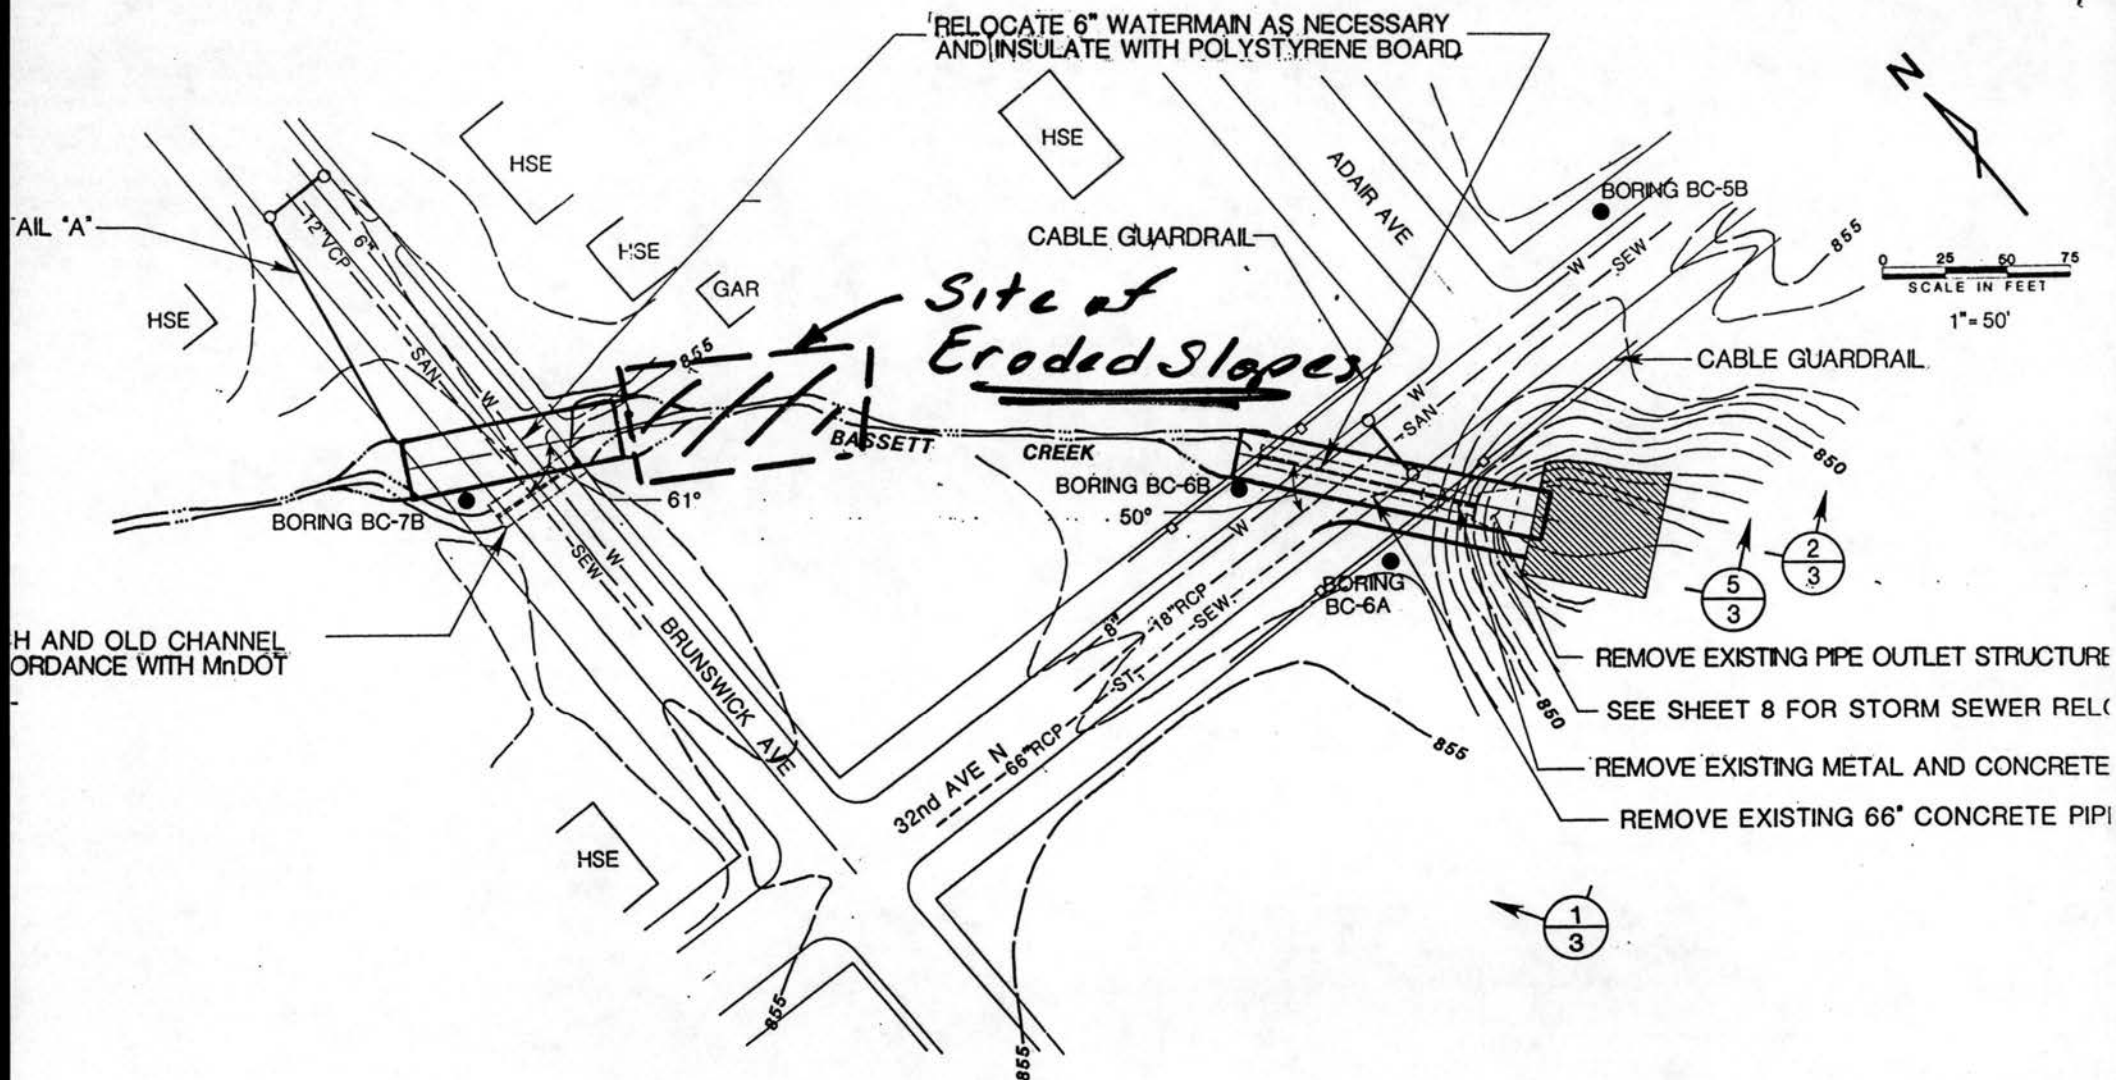 RELOCATE 6" WATERMAIN AS NECESSARY
AND INSULATE WITH POLYSTYRENE BOARD
N
HSE
HSE
ADAIR AVE
BORING BC-5B
AIL "A"
12" VCP
6"
HSE
CABLE GUARDRAIL
W
SEW
855
0 25 50 75
SCALE IN FEET
1"= 50'
GAR
Site of
Eroded Slopes
HSE
855
CABLE GUARDRAIL
SAN
W
W
SAN
BASSETT
CREEK
850
BORING BC-6B
61°
50°
BORING BC-7B
W
SEW
W
2
3
5
3
BORING
BC-6A
18" RCP
SEW.
8"
H AND OLD CHANNEL
ORDANCE WITH MnDOT
BRUNSWICK AVE
ST.
REMOVE EXISTING PIPE OUTLET STRUCTURE
SEE SHEET 8 FOR STORM SEWER REL
850
855
66" RCP
32nd AVE N
REMOVE EXISTING METAL AND CONCRETE
REMOVE EXISTING 66" CONCRETE PIP
HSE
1
3
855
855